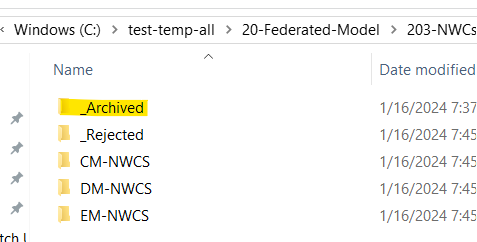 Windows (C:) > test-temp-all > 20-Federated-Model > 203-NWCs
Name Date modified
_Archived 1/16/2024 7:37
_Rejected 1/16/2024 7:45
CM-NWCS 1/16/2024 7:45
DM-NWCS 1/16/2024 7:45
EM-NWCS 1/16/2024 7:45